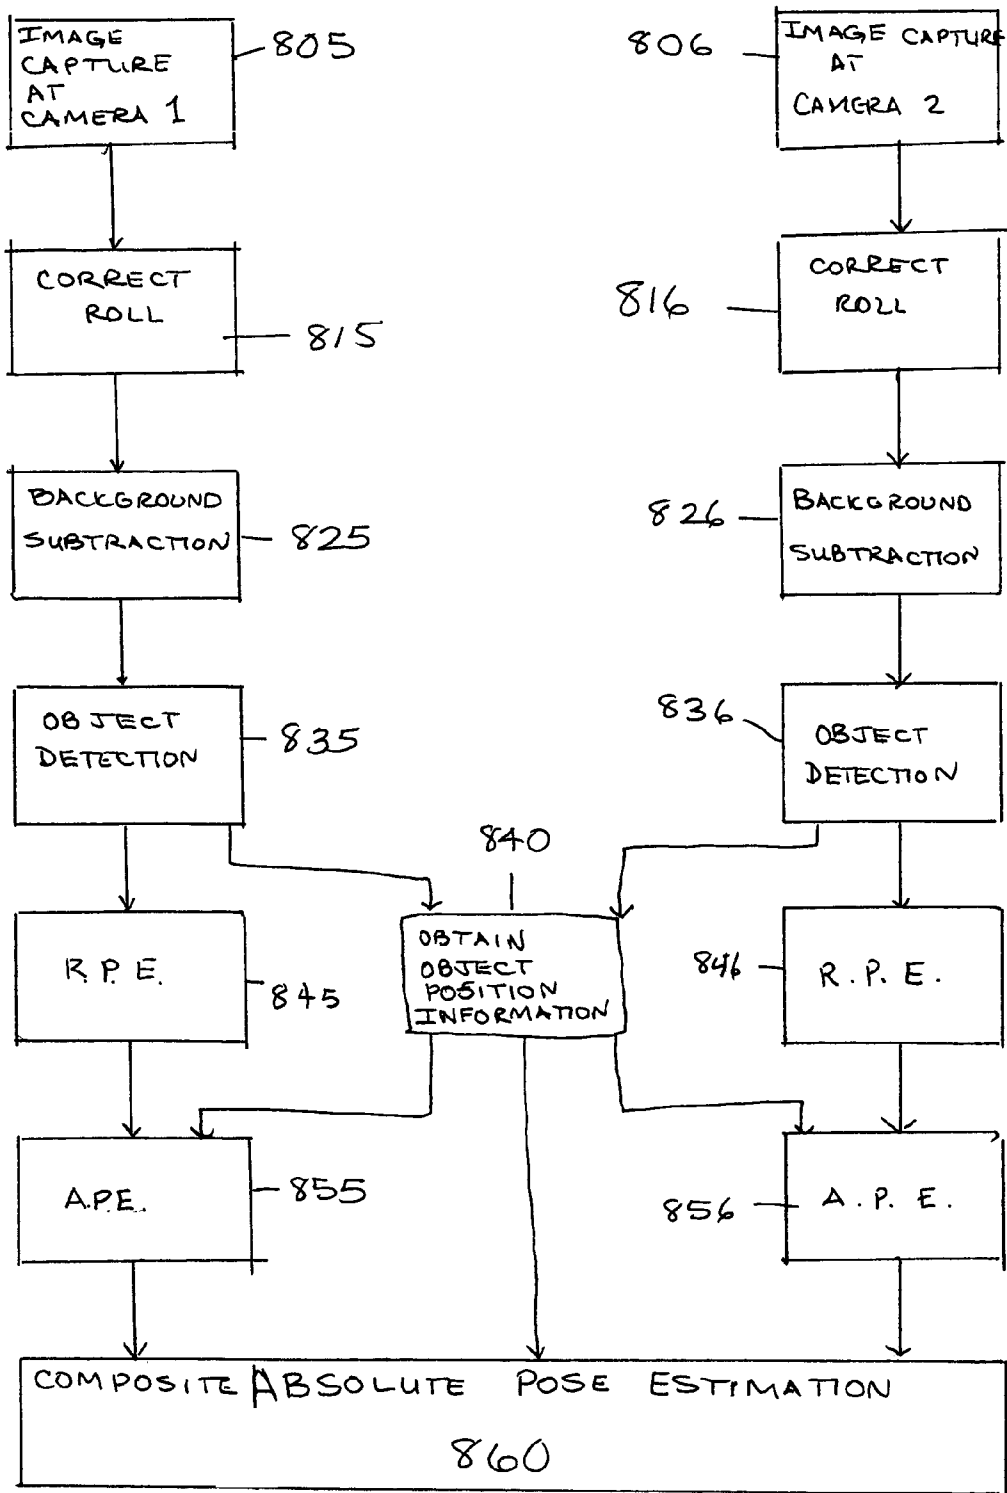 IMAGE
CAPTURE
AT
CAMERA 1
805
806
IMAGE CAPTURE
AT
CAMERA 2
CORRECT
ROLL
815
816
CORRECT
ROLL
BACKGROUND
SUBTRACTION
825
826
BACKGROUND
SUBTRACTION
OBJECT
DETECTION
835
836
OBJECT
DETECTION
840
R.P.E.
845
OBTAIN
OBJECT
POSITION
INFORMATION
846
R.P.E.
A.P.E.
855
856
A.P.E.
COMPOSITE ABSOLUTE POSE ESTIMATION
860